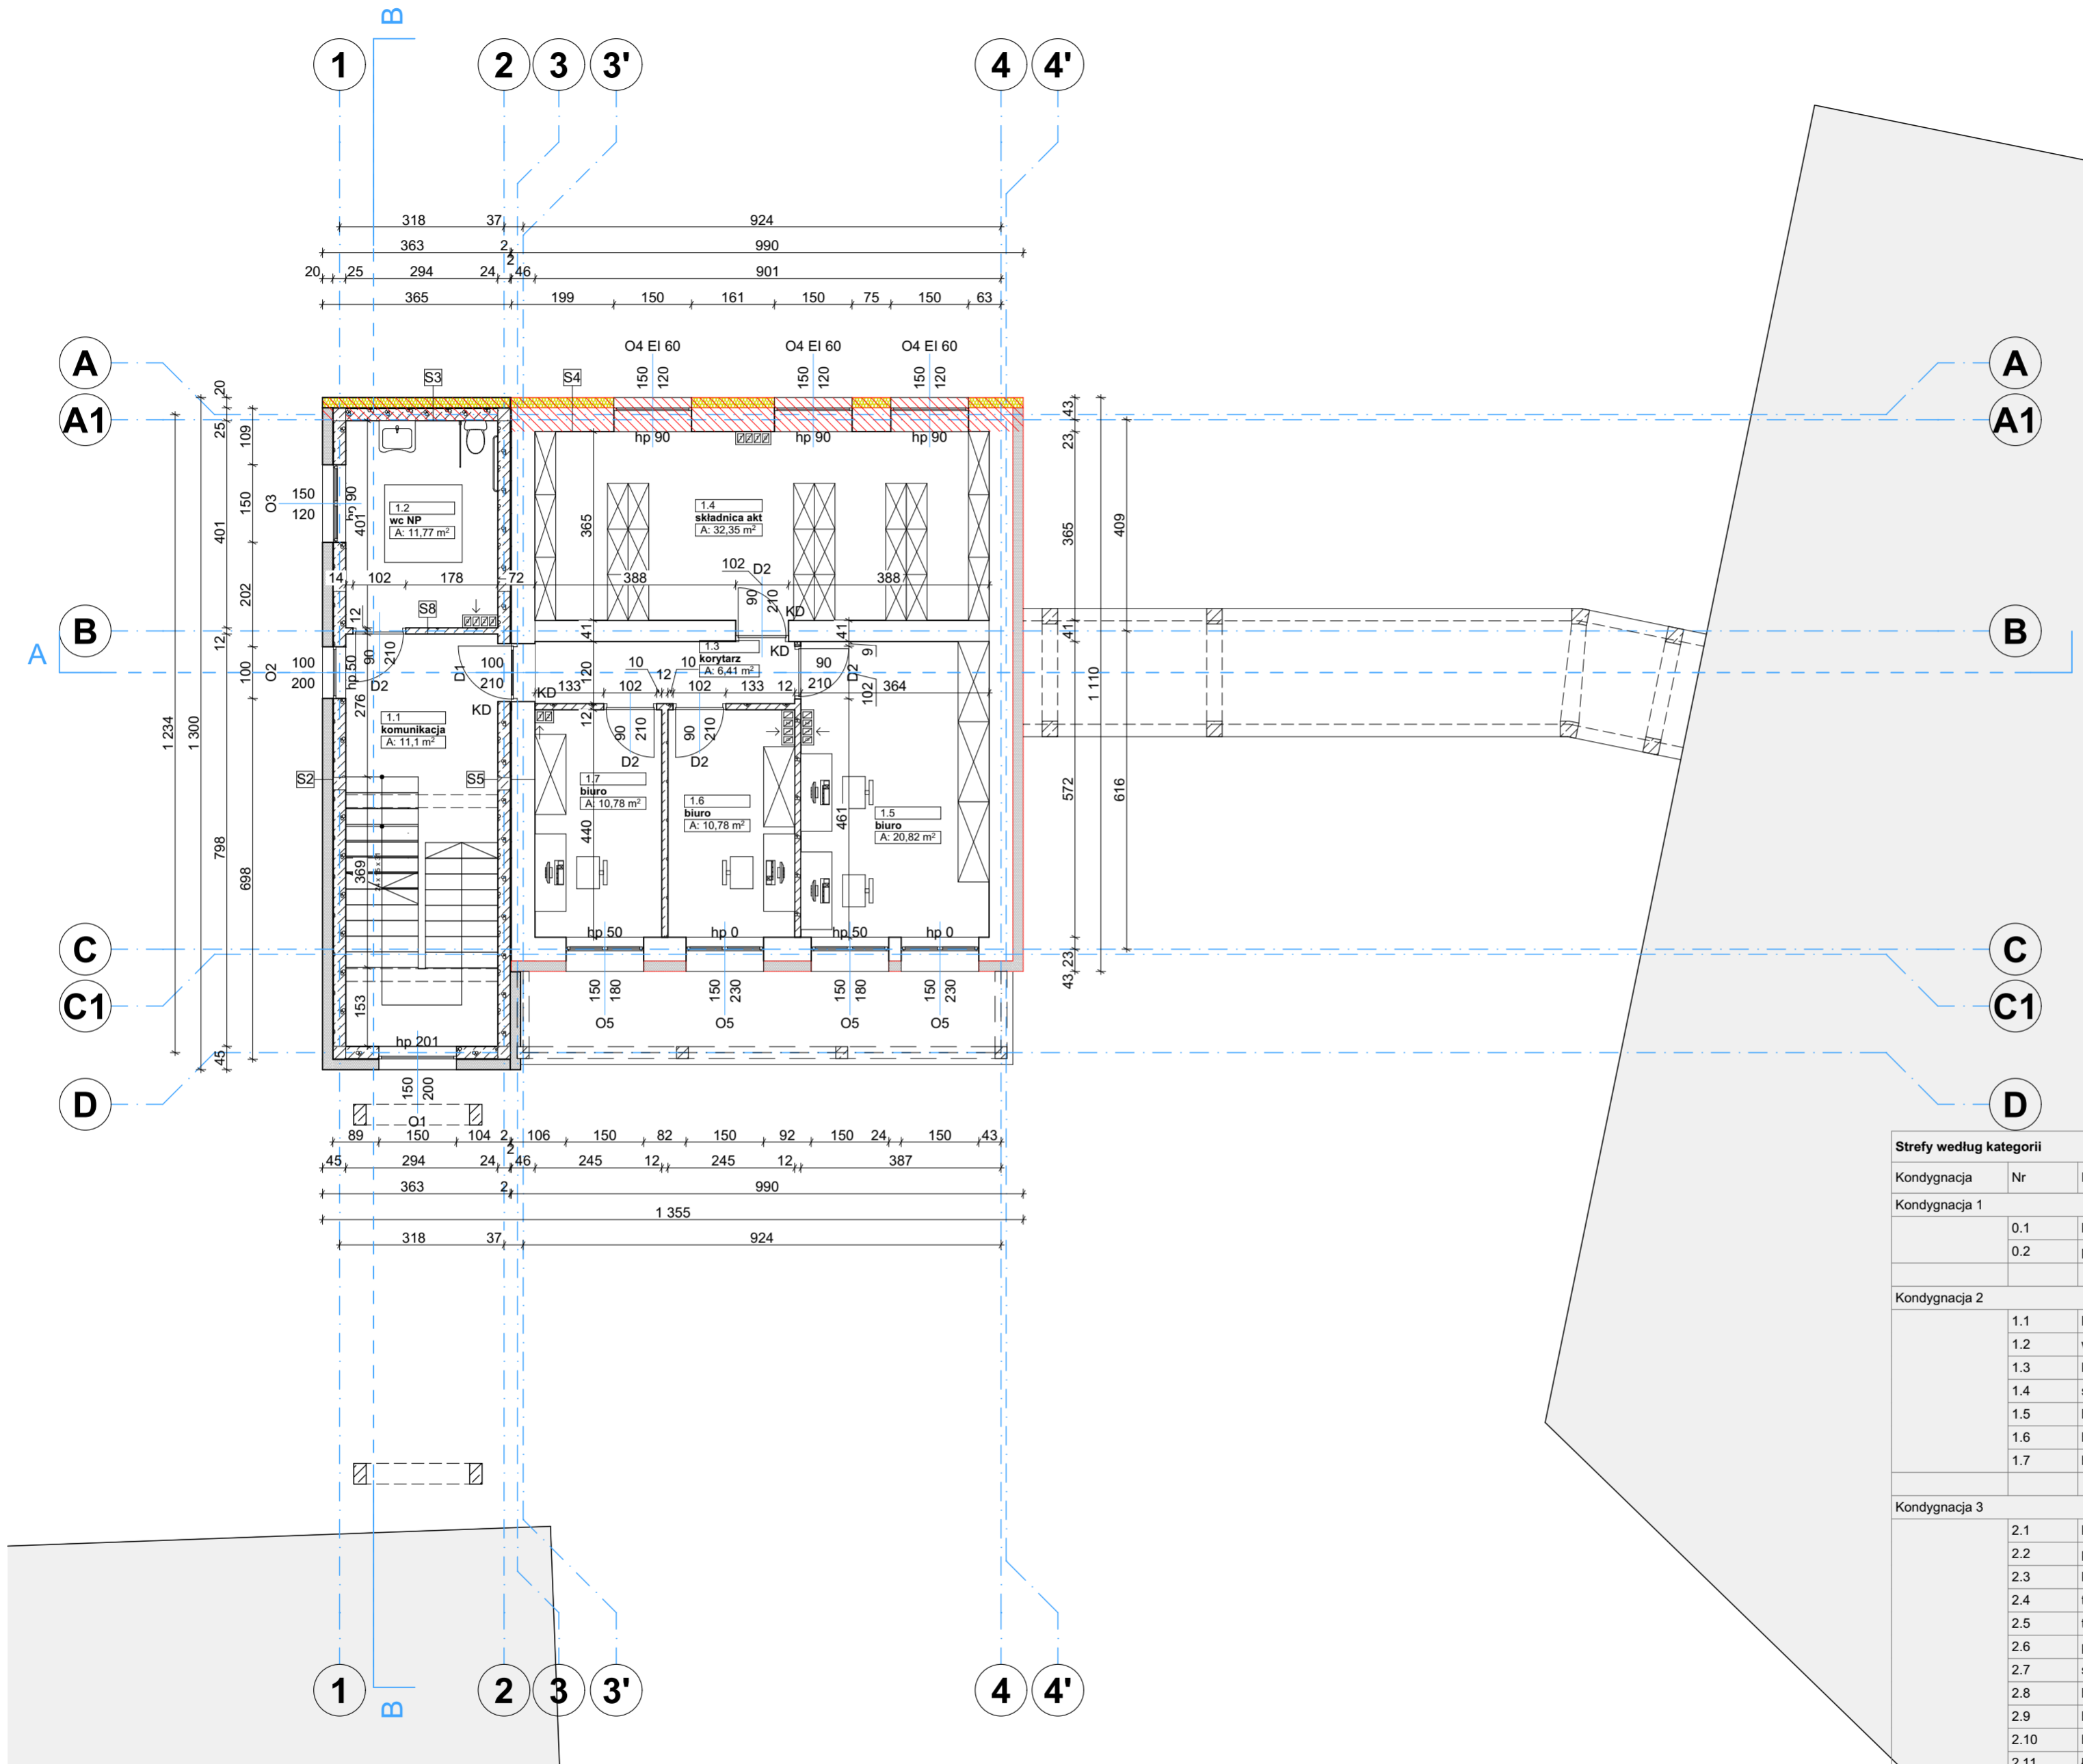 B
1 2 3 3' 4 4'
318 37 924
363 2 990
2
20 25 294 24 46 901
365 199 150 161 150 75 150 63
O4 EI 60 O4 EI 60 O4 EI 60
150 120 150 120 150 120
A A
S3 S4
20 43
A1 A1
25 109 23
hp 90 hp 90 hp 90
O3 150 120 hp 90
401 150 401 365 365 409
1.2
wc NP
A: 11,77 m²
1.4
składnica akt
A: 32,35 m²
102 D2
14 102 178 72 388 388
202 90 210 KD
12 S8
B B
12 41 41 41
A
1.3
korytarz
A: 6,41 m²
KD
O2 100 200 hp 50
100 90 210 D2 D1 100 210
120 10 12 10 90 210 D2 9
KD 133 102 102 133 12 102 364
276 KD 12
1 234 1 300 1 110
1.1
komunikacja
A: 11,1 m²
90 210 90 210
D2 D2
S2 S5
1.7
biuro
A: 10,78 m²
1.6
biuro
A: 10,78 m²
1.5
biuro
A: 20,82 m²
572 616
440 461
798 698 369
hp 50 hp 0 hp 50 hp 0
C C
23
43
150 180 150 230 150 180 150 230
C1 C1
153
O5 O5 O5 O5
hp 201
45
150 200
D D
O1
89 150 104 2 106 150 82 150 92 150 24 150 43
2
45 294 24 46 245 12 245 12 387
363 2 990
1 355
318 37 924
Strefy według kategorii
Kondygnacja Nr
Kondygnacja 1
0.1
0.2
Kondygnacja 2
1.1
1.2
1.3
1.4
1.5
1.6
1.7
Kondygnacja 3
2.1
2.2
2.3
2.4
2.5
2.6
2.7
2.8
2.9
2.10
2.11
1 2 3 3' 4 4'
B